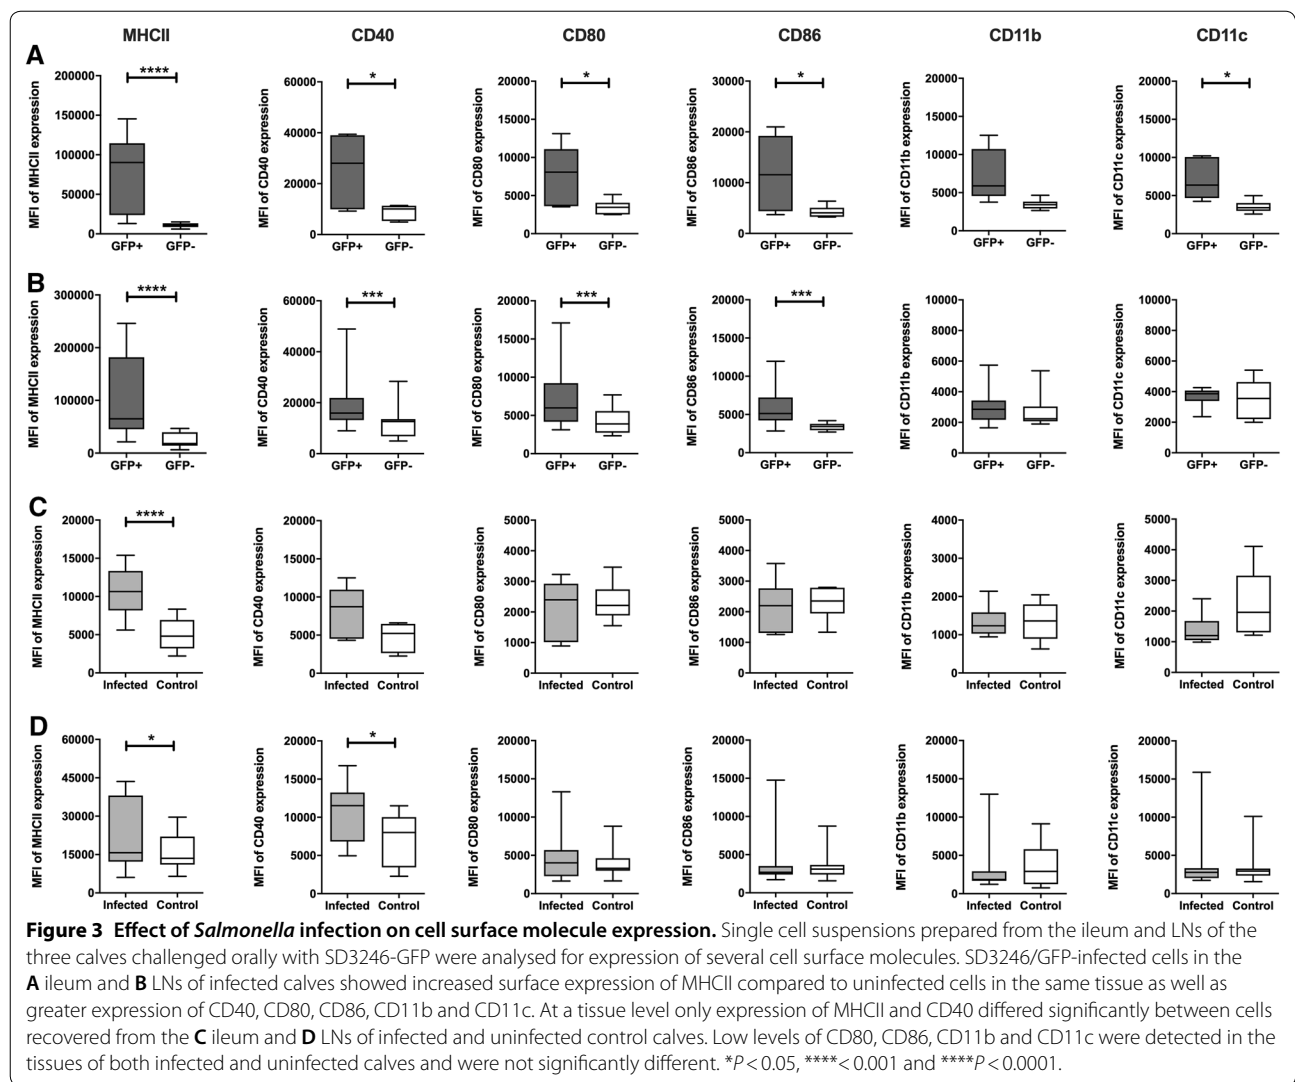 MHCII CD40 CD80 CD86 CD11b CD11c
A
MFI of MHCII expression
200000
150000
100000
50000
0
****
GFP+ GFP-
MFI of CD40 expression
60000
40000
20000
0
*
GFP+ GFP-
MFI of CD80 expression
20000
15000
10000
5000
0
*
GFP+ GFP-
MFI of CD86 expression
30000
20000
10000
0
*
GFP+ GFP-
MFI of CD11b expression
20000
15000
10000
5000
0
GFP+ GFP-
MFI of CD11c expression
20000
15000
10000
5000
0
*
GFP+ GFP-
B
MFI of MHCII expression
300000
200000
100000
0
****
GFP+ GFP-
MFI of CD40 expression
60000
40000
20000
0
***
GFP+ GFP-
MFI of CD80 expression
20000
15000
10000
5000
0
***
GFP+ GFP-
MFI of CD86 expression
20000
15000
10000
5000
0
***
GFP+ GFP-
MFI of CD11b expression
10000
8000
6000
4000
2000
0
GFP+ GFP-
MFI of CD11c expression
10000
8000
6000
4000
2000
0
GFP+ GFP-
C
MFI of MHCII expression
20000
15000
10000
5000
0
****
Infected Control
MFI of CD40 expression
20000
15000
10000
5000
0
Infected Control
MFI of CD80 expression
5000
4000
3000
2000
1000
0
Infected Control
MFI of CD86 expression
5000
4000
3000
2000
1000
0
Infected Control
MFI of CD11b expression
4000
3000
2000
1000
0
Infected Control
MFI of CD11c expression
5000
4000
3000
2000
1000
0
Infected Control
D
MFI of MHCII expression
60000
45000
30000
15000
0
*
Infected Control
MFI of CD40 expression
20000
15000
10000
5000
0
*
Infected Control
MFI of CD80 expression
20000
15000
10000
5000
0
Infected Control
MFI of CD86 expression
20000
15000
10000
5000
0
Infected Control
MFI of CD11b expression
20000
15000
10000
5000
0
Infected Control
MFI of CD11c expression
20000
15000
10000
5000
0
Infected Control
Figure 3 Effect of Salmonella infection on cell surface molecule expression. Single cell suspensions prepared from the ileum and LNs of the
three calves challenged orally with SD3246-GFP were analysed for expression of several cell surface molecules. SD3246/GFP-infected cells in the
A ileum and B LNs of infected calves showed increased surface expression of MHCII compared to uninfected cells in the same tissue as well as
greater expression of CD40, CD80, CD86, CD11b and CD11c. At a tissue level only expression of MHCII and CD40 differed significantly between cells
recovered from the C ileum and D LNs of infected and uninfected control calves. Low levels of CD80, CD86, CD11b and CD11c were detected in the
tissues of both infected and uninfected calves and were not significantly different. *P < 0.05, ****< 0.001 and ****P < 0.0001.